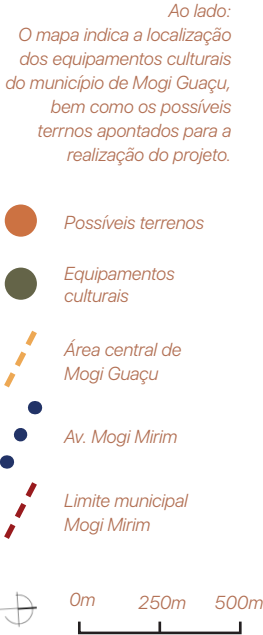 Ao lado:
O mapa indica a localização
dos equipamentos culturais
do município de Mogi Guaçu,
bem como os possíveis
terrnos apontados para a
realização do projeto.
Possíveis terrenos
Equipamentos
culturais
Área central de
Mogi Guaçu
Av. Mogi Mirim
Limite municipal
Mogi Mirim
0m 250m 500m